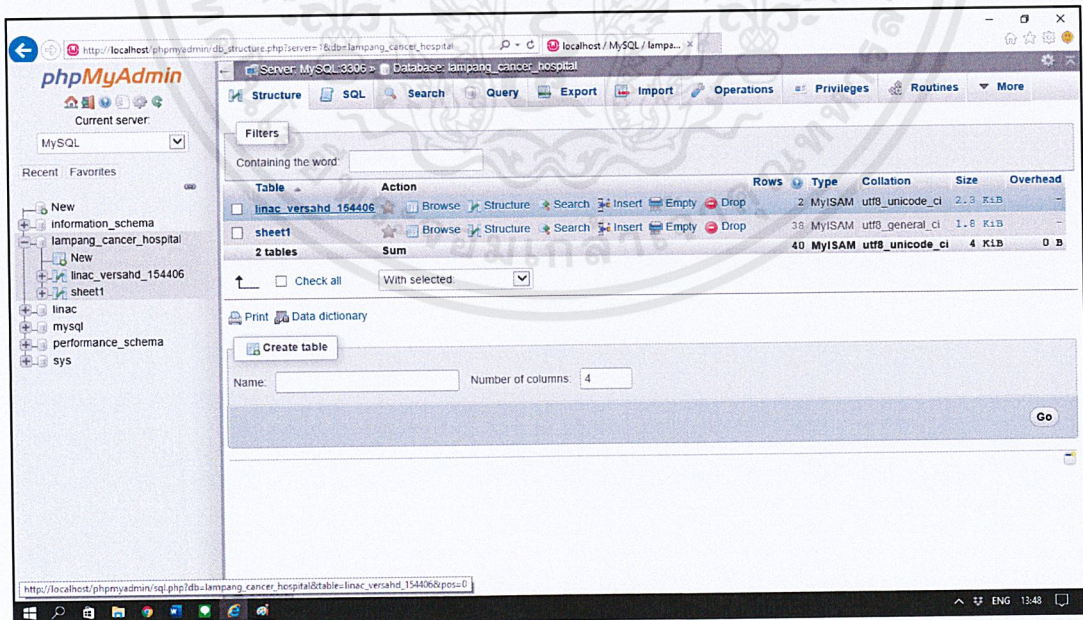 http://localhost/phpmyadmin/db_structure.php?server=1&db=lampang_cancer_hospital
localhost / MySQL / lampa...
phpMyAdmin
Current server:
MySQL
Recent Favorites
New
information_schema
lampang_cancer_hospital
New
linac_versahd_154406
sheet1
linac
mysql
performance_schema
sys
Server: MySQL:3306 » Database: lampang_cancer_hospital
Structure SQL Search Query Export Import Operations Privileges Routines More
Filters
Containing the word:
Table Action Rows Type Collation Size Overhead
linac_versahd_154406 Browse Structure Search Insert Empty Drop 2 MyISAM utf8_unicode_ci 2.3 KiB -
sheet1 Browse Structure Search Insert Empty Drop 38 MyISAM utf8_general_ci 1.8 KiB -
2 tables Sum 40 MyISAM utf8_unicode_ci 4 KiB 0 B
Check all With selected:
Print Data dictionary
Create table
Name: Number of columns: 4
Go
http://localhost/phpmyadmin/sql.php?db=lampang_cancer_hospital&table=linac_versahd_154406&pos=0
ENG 13:48